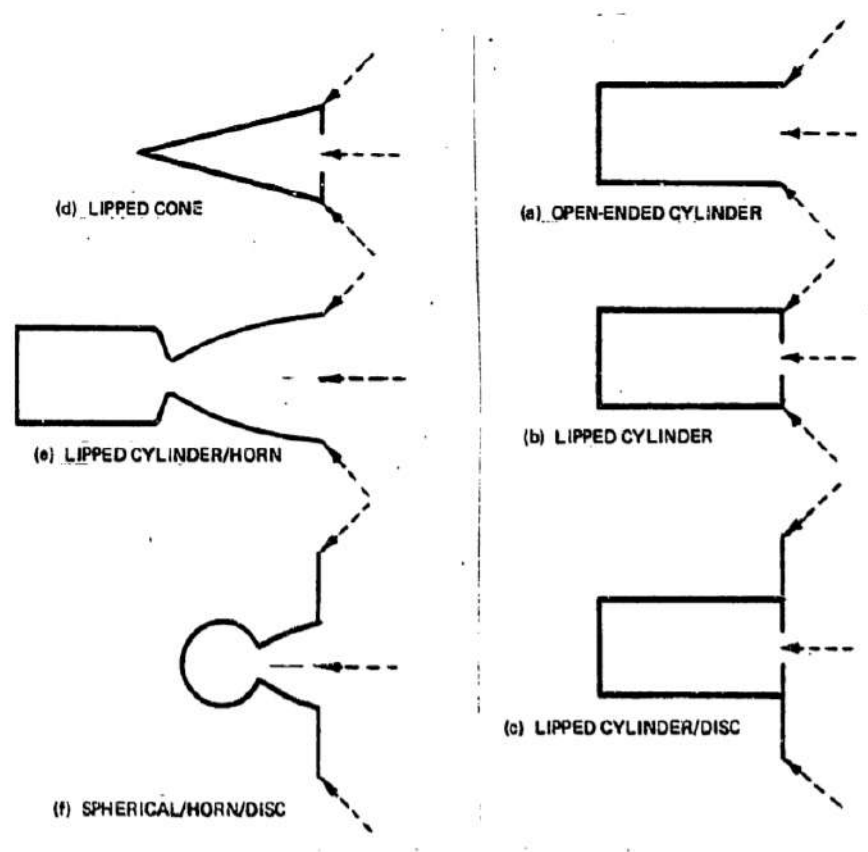 (d) LIPPED CONE
(a) OPEN-ENDED CYLINDER
(e) LIPPED CYLINDER/HORN
(b) LIPPED CYLINDER
(c) LIPPED CYLINDER/DISC
(f) SPHERICAL/HORN/DISC